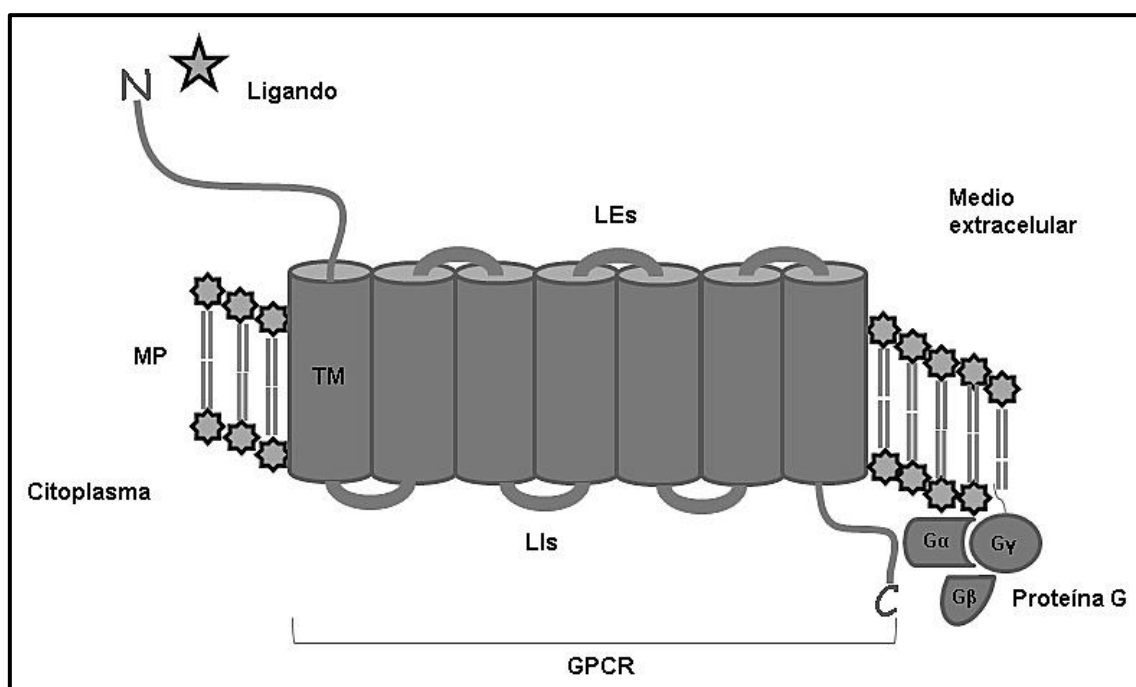 N
Ligando
LEs
Medio
extracelular
MP
TM
Citoplasma
LIs
Gα
Gγ
Gβ
Proteína G
C
GPCR